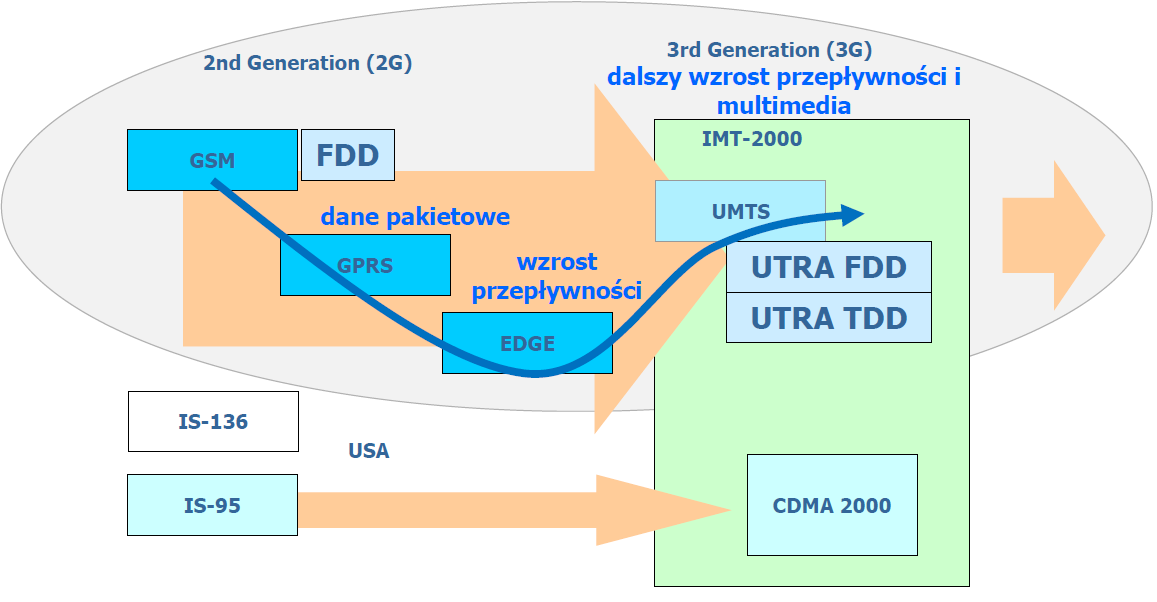 2nd Generation (2G)
3rd Generation (3G)
dalszy wzrost przepływności i
multimedia
IMT-2000
GSM
FDD
UMTS
dane pakietowe
GPRS
wzrost
przepływności
UTRA FDD
UTRA TDD
EDGE
IS-136
USA
IS-95
CDMA 2000